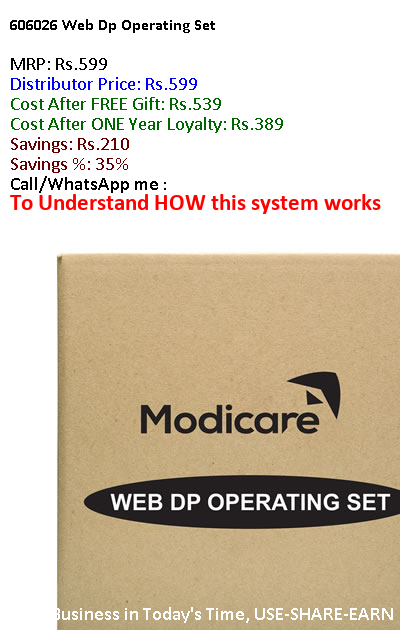 606026 Web Dp Operating Set
MRP: Rs.599
Distributor Price: Rs.599
Cost After FREE Gift: Rs.539
Cost After ONE Year Loyalty: Rs.389
Savings: Rs.210
Savings %: 35%
Call/WhatsApp me :
To Understand HOW this system works
Modicare
WEB DP OPERATING SET
Business in Today's Time, USE-SHARE-EARN